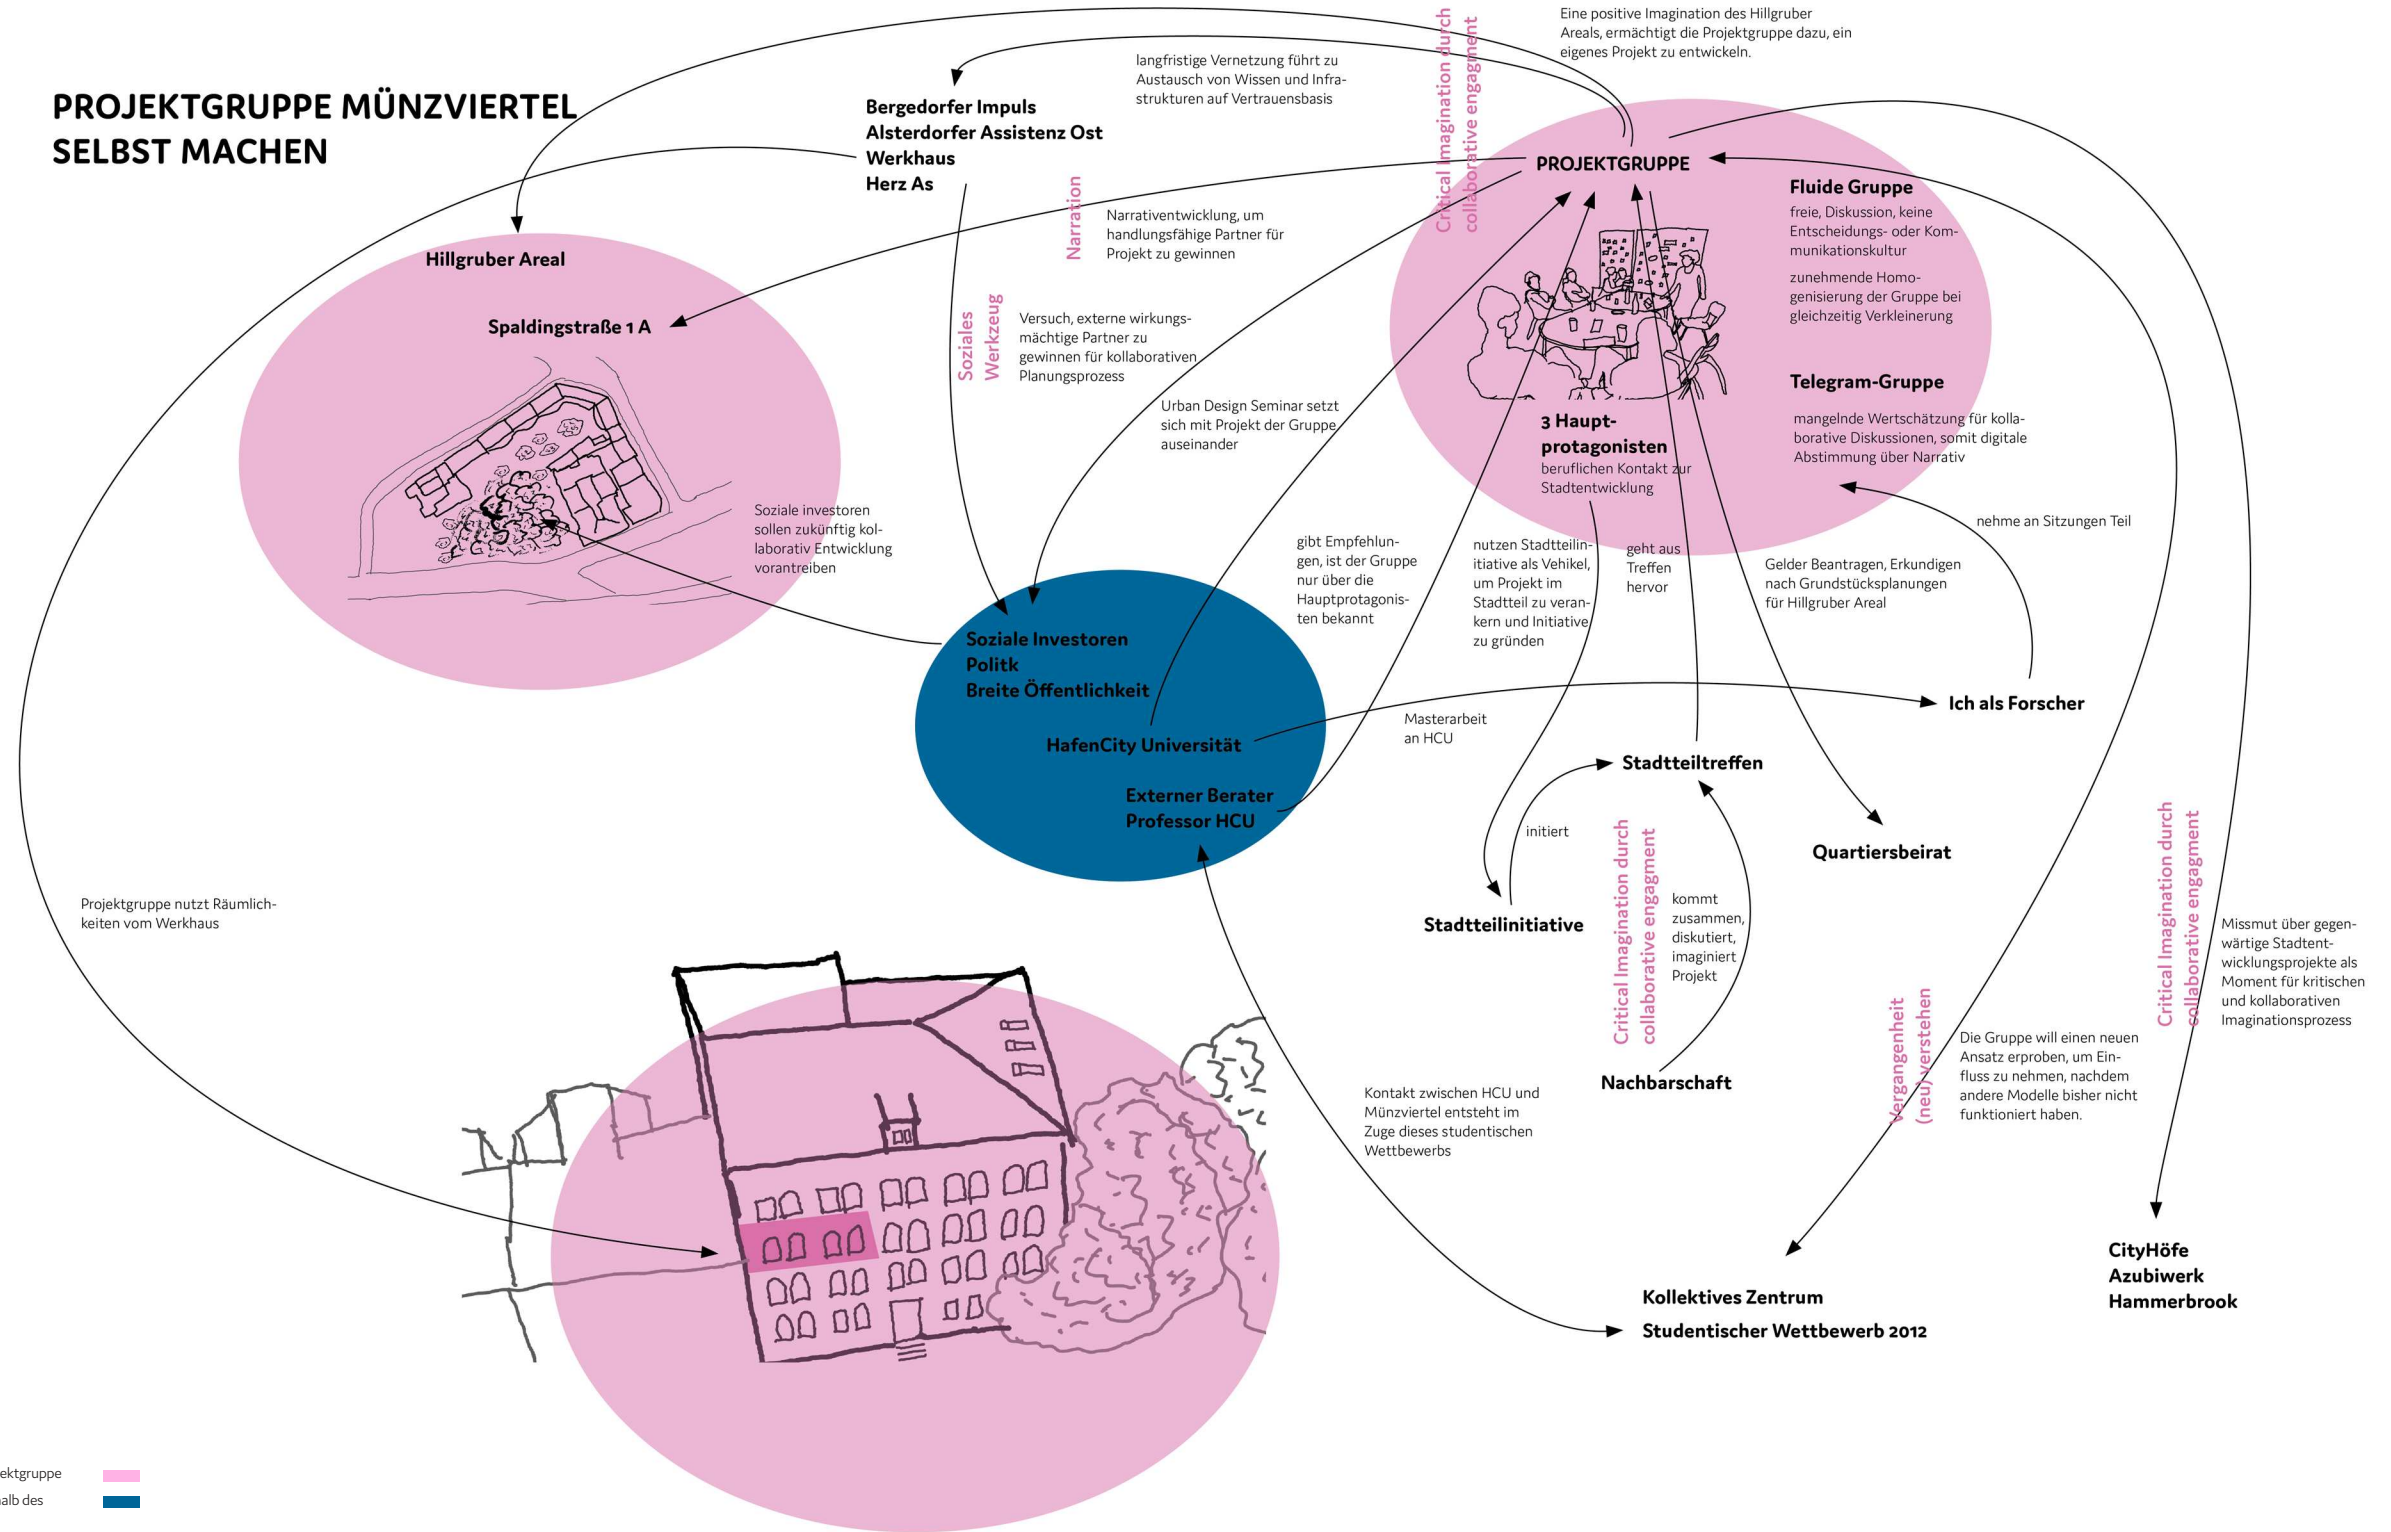 PROJEKTGRUPPE MÜNZVIERTEL
SELBST MACHEN
Eine positive Imagination des Hillgruber
Areals, ermächtigt die Projektgruppe dazu, ein
eigenes Projekt zu entwickeln.
langfristige Vernetzung führt zu
Austausch von Wissen und Infra-
strukturen auf Vertrauensbasis
Critical Imagination durch
collaborative engagment
Bergedorfer Impuls
Alsterdorfer Assistenz Ost
Werkhaus
Herz As
PROJEKTGRUPPE
Fluide Gruppe
freie, Diskussion, keine
Entscheidungs- oder Kom-
munikationskultur
zunehmende Homo-
genisierung der Gruppe bei
gleichzeitig Verkleinerung
Telegram-Gruppe
mangelnde Wertschätzung für kolla-
borative Diskussionen, somit digitale
Abstimmung über Narrativ
3 Haupt-
protagonisten
beruflichen Kontakt zur
Stadtentwicklung
Narration
Narrativentwicklung, um
handlungsfähige Partner für
Projekt zu gewinnen
Hillgruber Areal
Spaldingstraße 1 A
Soziales
Werkzeug
Versuch, externe wirkungs-
mächtige Partner zu
gewinnen für kollaborativen
Planungsprozess
Urban Design Seminar setzt
sich mit Projekt der Gruppe
auseinander
Soziale investoren
sollen zukünftig kol-
laborativ Entwicklung
vorantreiben
gibt Empfehlun-
gen, ist der Gruppe
nur über die
Hauptprotagonis-
ten bekannt
nutzen Stadtteilin-
itiative als Vehikel,
um Projekt im
Stadtteil zu veran-
kern und Initiative
zu gründen
geht aus
Treffen
hervor
Gelder Beantragen, Erkundigen
nach Grundstücksplanungen
für Hillgruber Areal
nehme an Sitzungen Teil
Soziale Investoren
Politk
Breite Öffentlichkeit
HafenCity Universität
Externer Berater
Professor HCU
Masterarbeit
an HCU
Ich als Forscher
Stadtteiltreffen
initiert
Quartiersbeirat
Stadtteilinitiative
Critical Imagination durch
collaborative engagment
kommt
zusammen,
diskutiert,
imaginiert
Projekt
Nachbarschaft
Projektgruppe nutzt Räumlich-
keiten vom Werkhaus
Critical Imagination durch
collaborative engagment
Missmut über gegen-
wärtige Stadtent-
wicklungsprojekte als
Moment für kritischen
und kollaborativen
Imaginationsprozess
Vergangenheit
(neu) verstehen
Die Gruppe will einen neuen
Ansatz erproben, um Ein-
fluss zu nehmen, nachdem
andere Modelle bisher nicht
funktioniert haben.
Kontakt zwischen HCU und
Münzviertel entsteht im
Zuge dieses studentischen
Wettbewerbs
CityHöfe
Azubiwerk
Hammerbrook
Kollektives Zentrum
Studentischer Wettbewerb 2012
ektgruppe
alb des